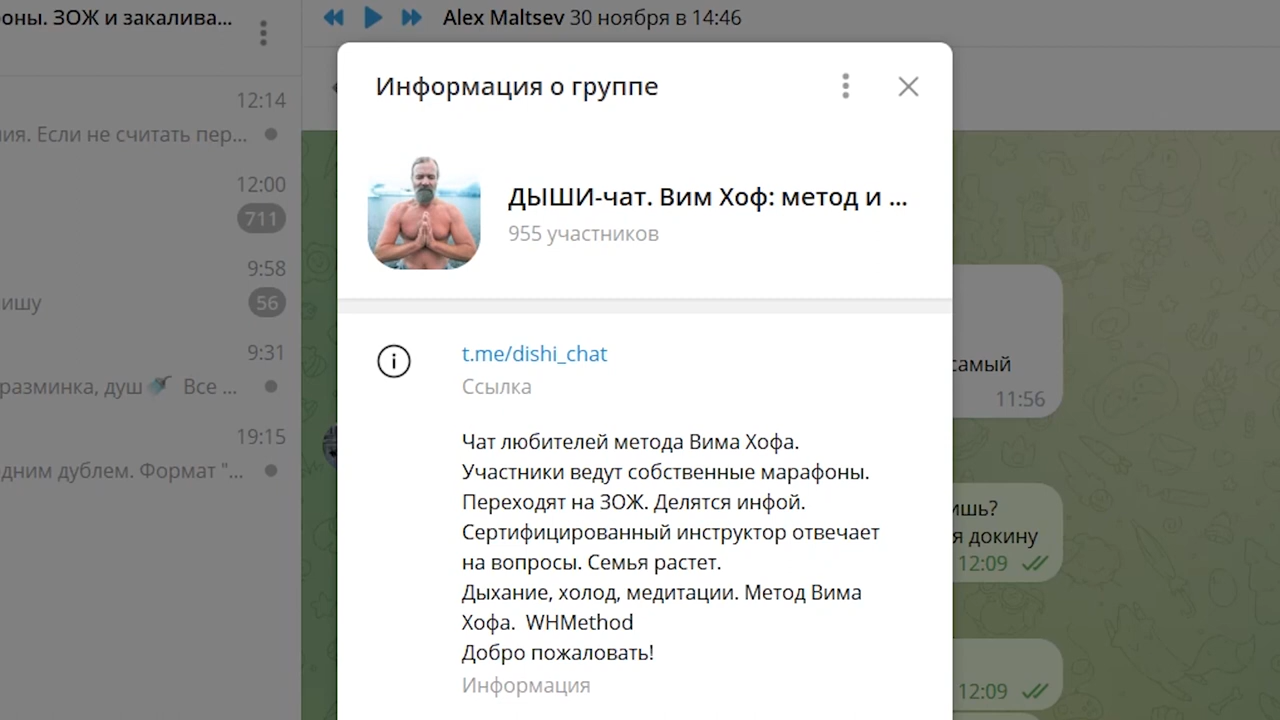 оны. ЗОЖ и закалива...
Alex Maltsev 30 ноября в 14:46
12:14
ния. Если не считать пер...
12:00
711
9:58
ишу
56
9:31
разминка, душ Все ...
19:15
дним дублем. Формат "...
Информация о группе
ДЫШИ-чат. Вим Хоф: метод и ...
955 участников
t.me/dishi_chat
Ссылка
Чат любителей метода Вима Хофа.
Участники ведут собственные марафоны.
Переходят на ЗОЖ. Делятся инфой.
Сертифицированный инструктор отвечает
на вопросы. Семья растет.
Дыхание, холод, медитации. Метод Вима
Хофа. WHMethod
Добро пожаловать!
Информация
самый
11:56
ишь?
я докину
12:09
12:09